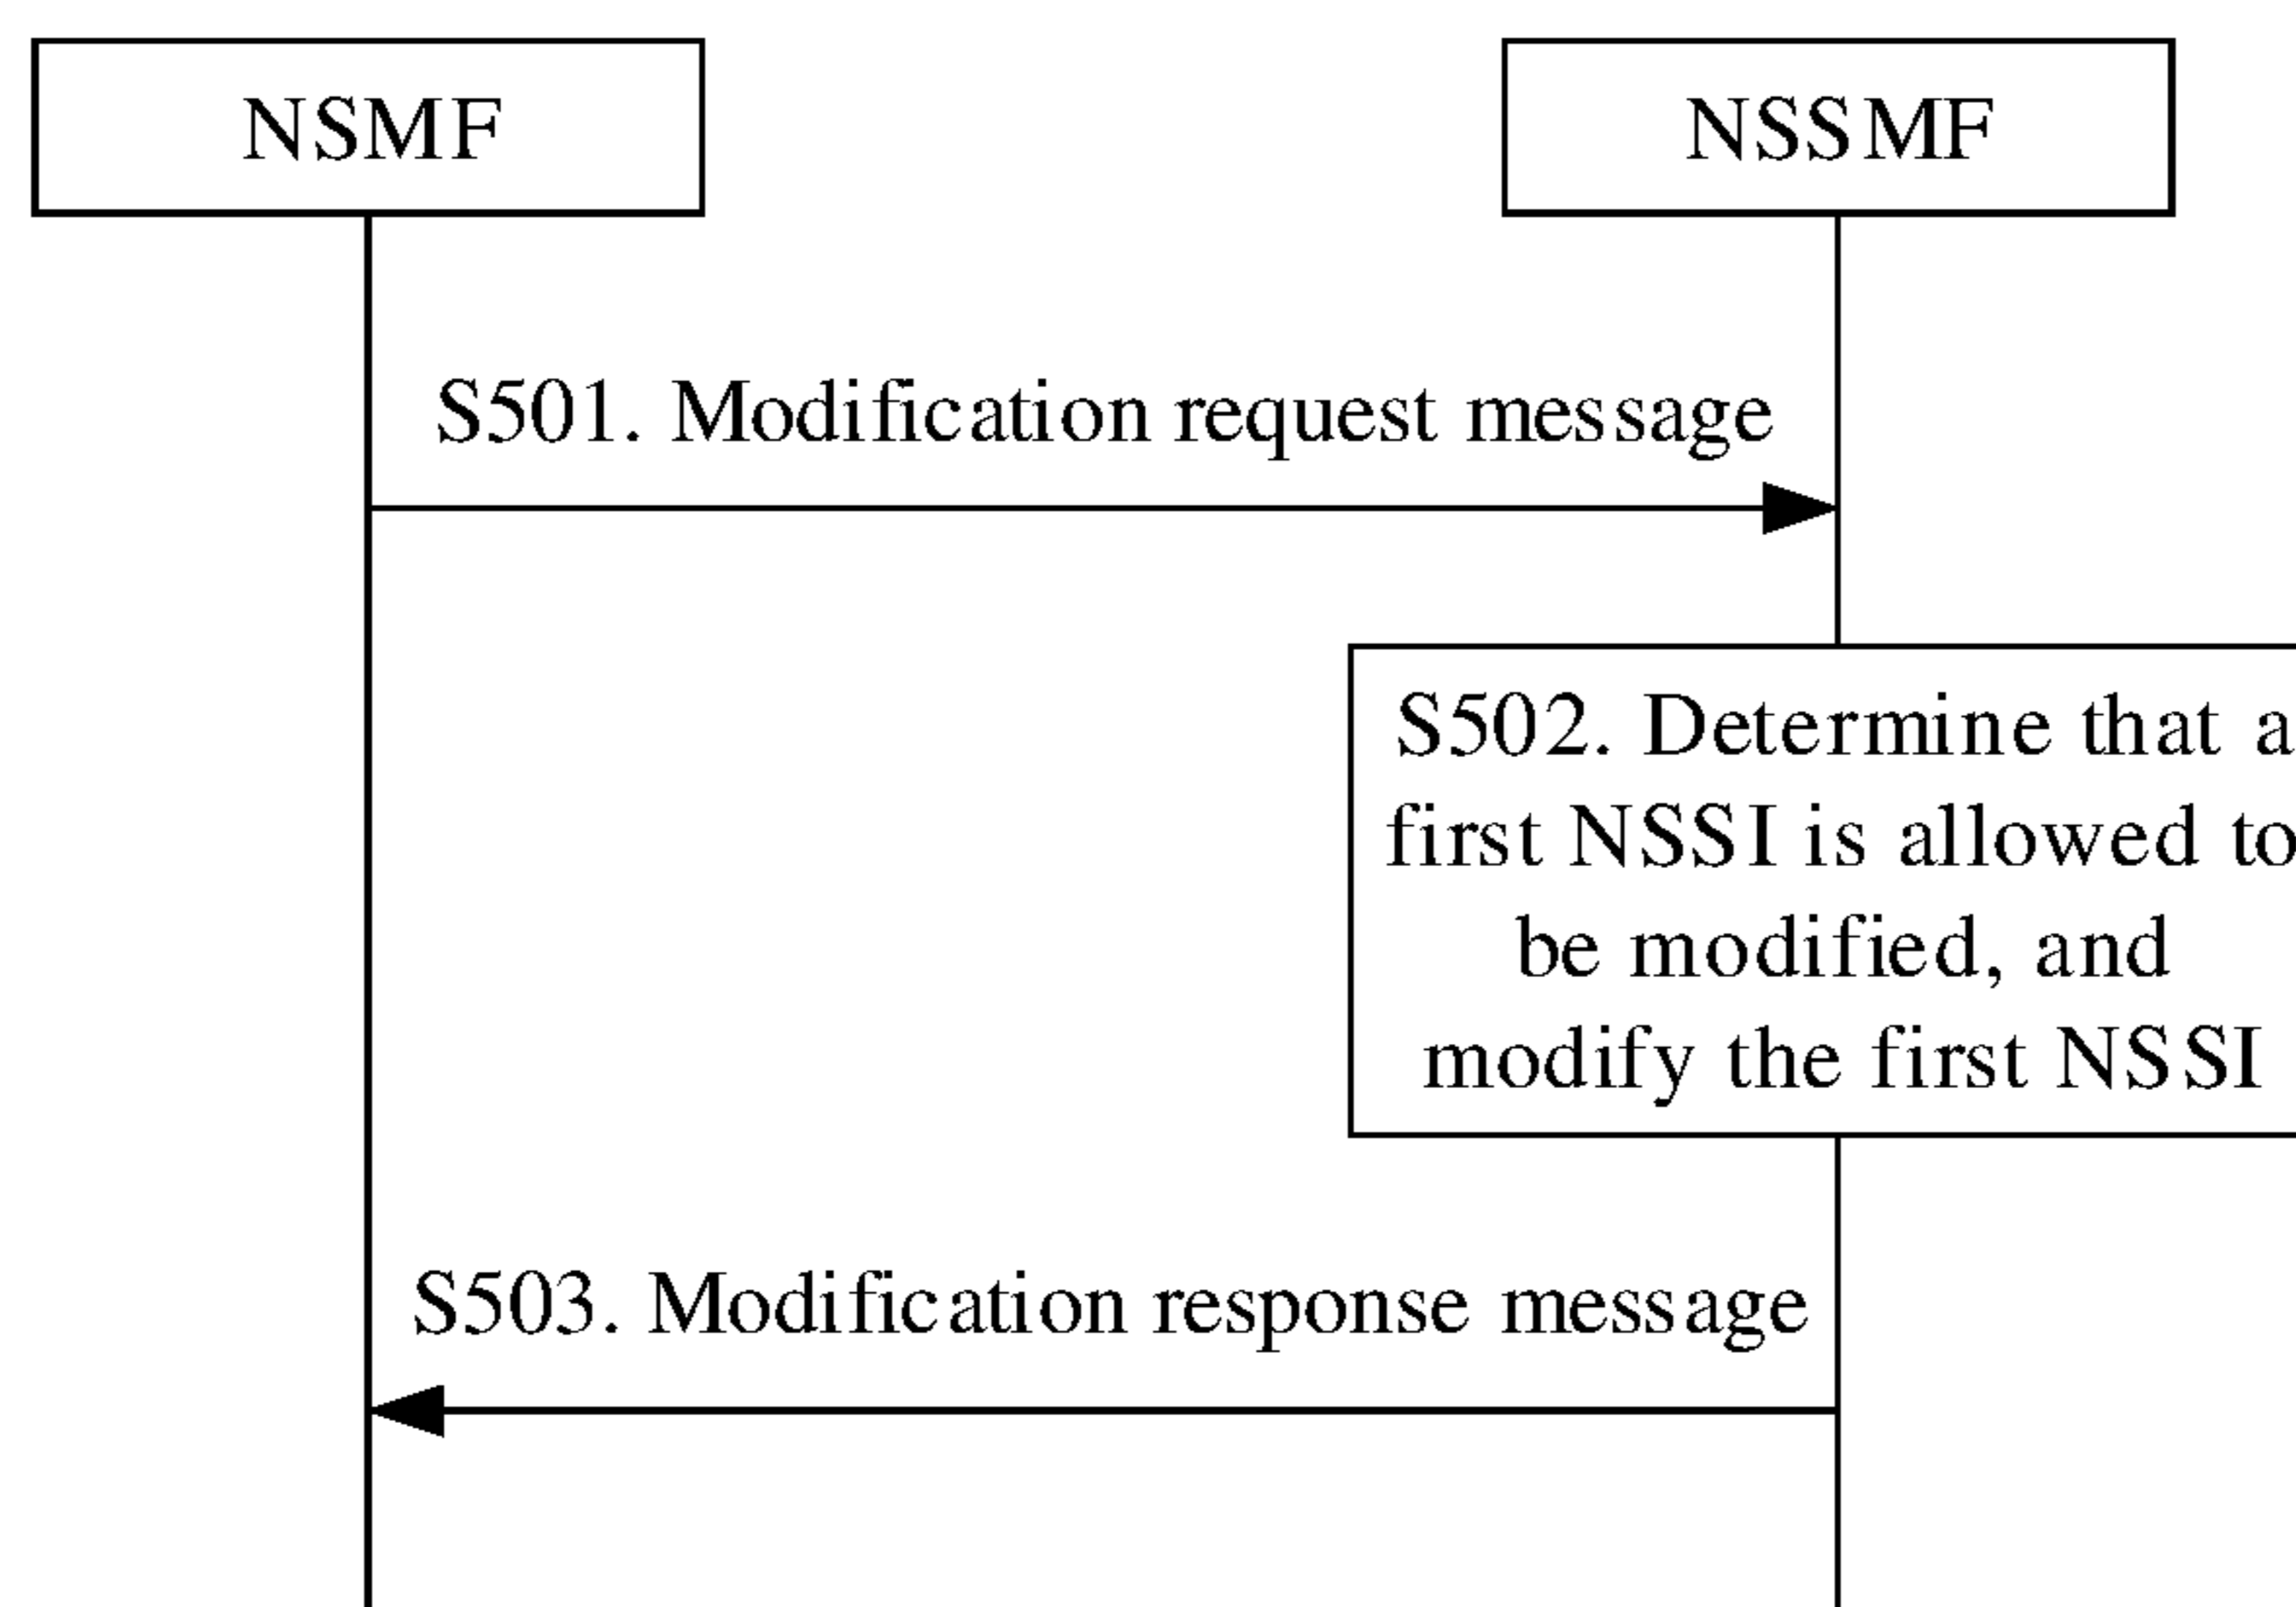 NSMF
NSSMF
S501. Modification request message
S502. Determine that a
first NSSI is allowed to
be modified, and
modify the first NSSI
S503. Modification response message